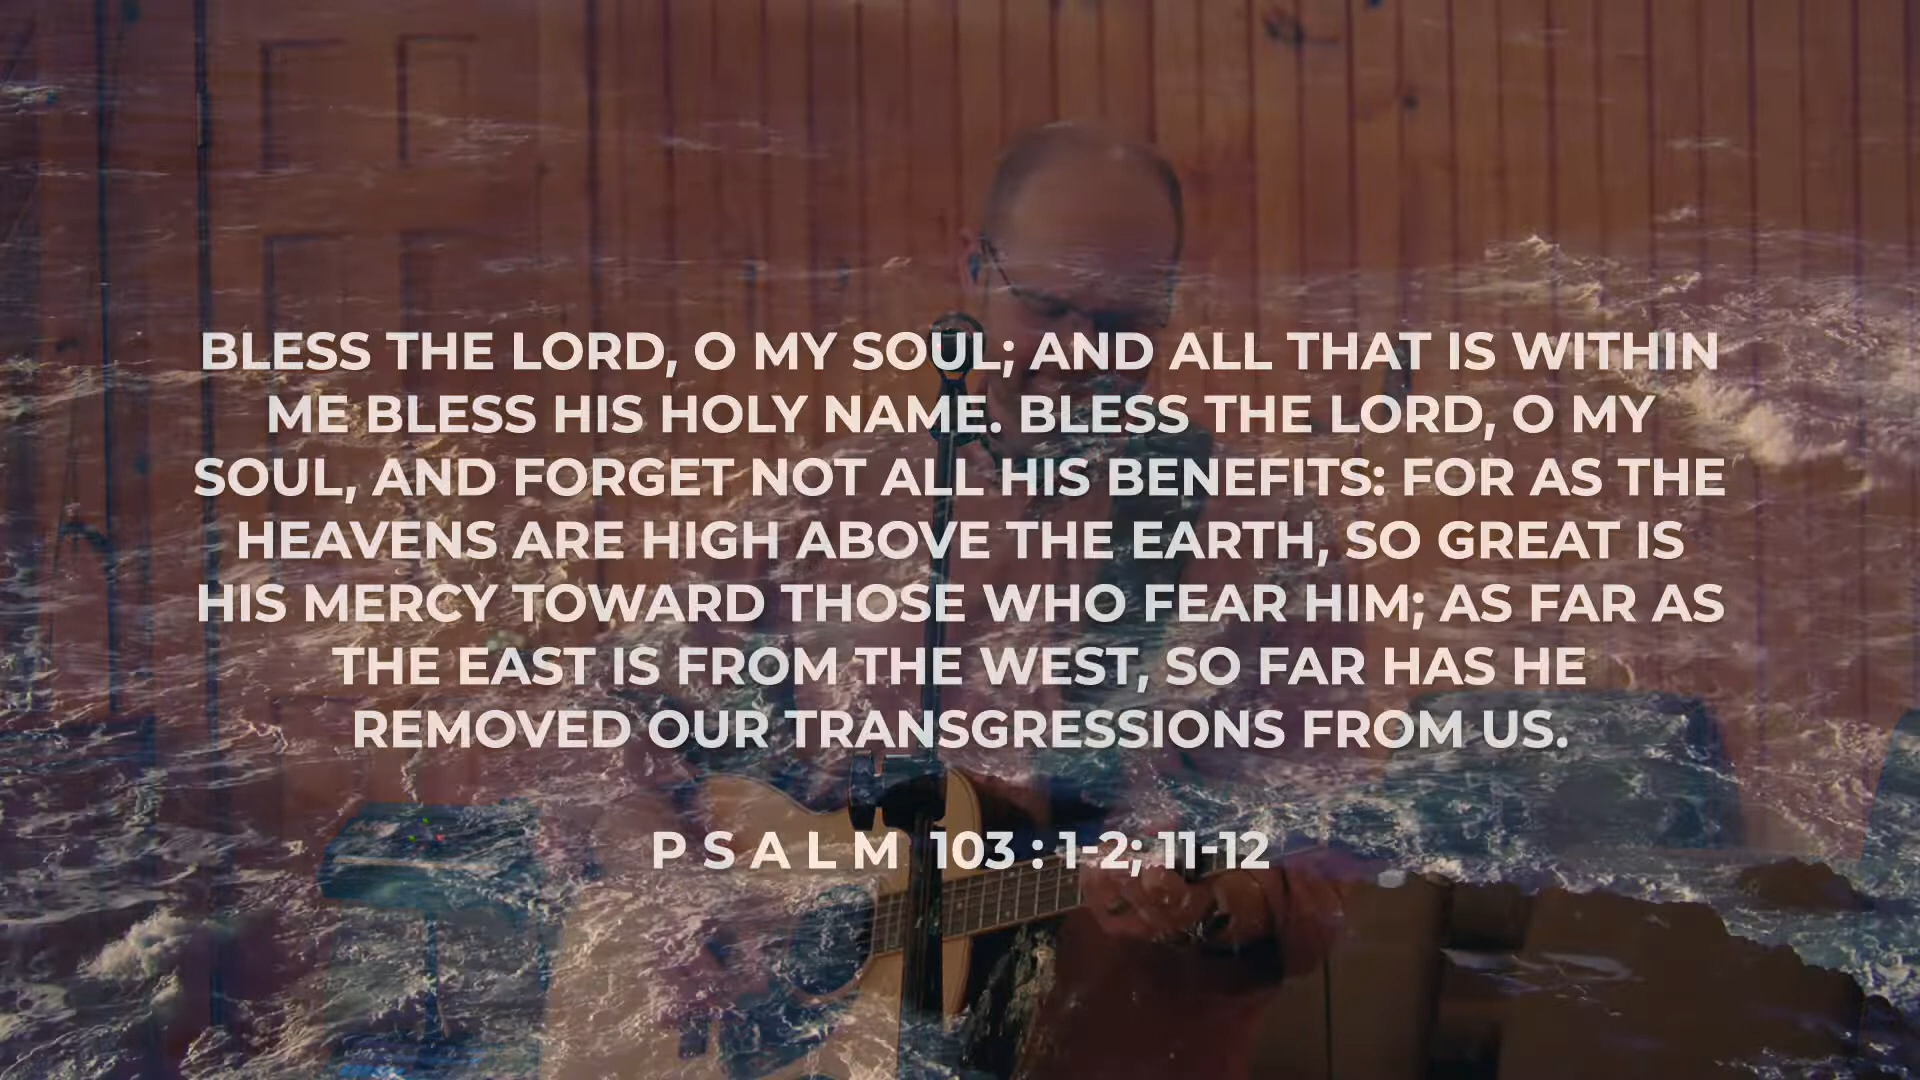 BLESS THE LORD, O MY SOUL; AND ALL THAT IS WITHIN
ME BLESS HIS HOLY NAME. BLESS THE LORD, O MY
SOUL, AND FORGET NOT ALL HIS BENEFITS: FOR AS THE
HEAVENS ARE HIGH ABOVE THE EARTH, SO GREAT IS
HIS MERCY TOWARD THOSE WHO FEAR HIM; AS FAR AS
THE EAST IS FROM THE WEST, SO FAR HAS HE
REMOVED OUR TRANSGRESSIONS FROM US.
PSALM 103 : 1-2; 11-12